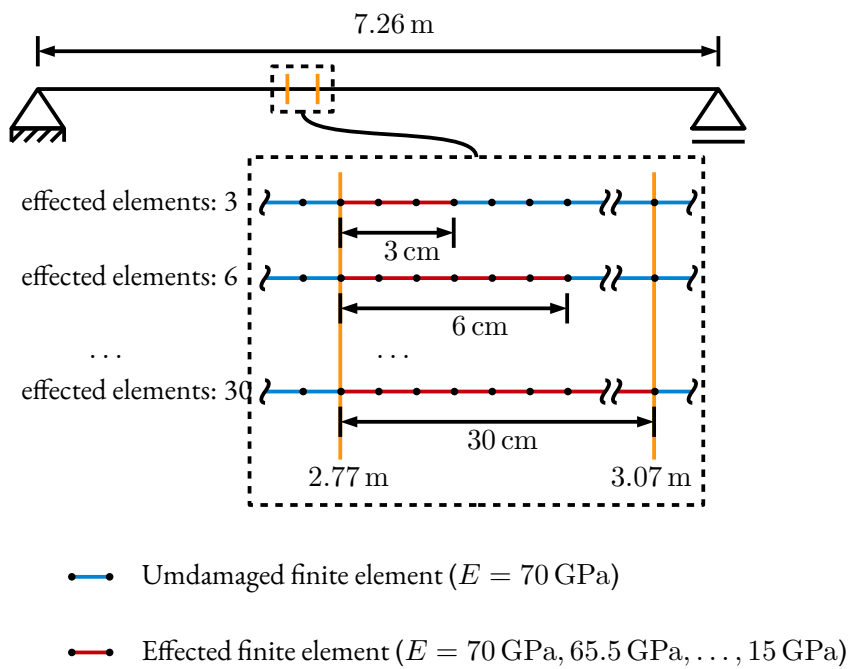 7.26 m
effected elements: 3
3 cm
effected elements: 6
6 cm
... ...
effected elements: 30
30 cm
2.77 m 3.07 m
Umdamaged finite element (E = 70 GPa)
Effected finite element (E = 70 GPa, 65.5 GPa, ..., 15 GPa)